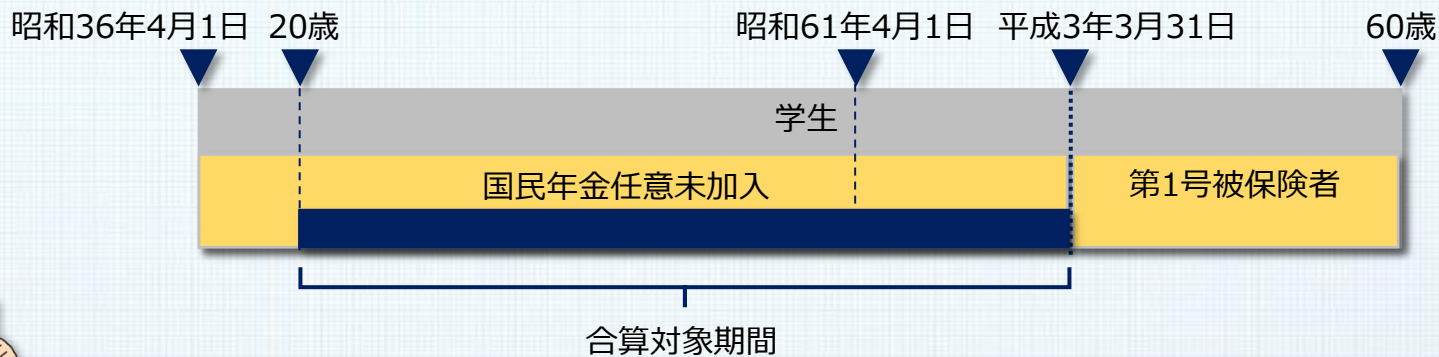 昭和36年4月1日 20歳 昭和61年4月1日 平成3年3月31日 60歳
学生
国民年金任意未加入 第1号被保険者
合算対象期間